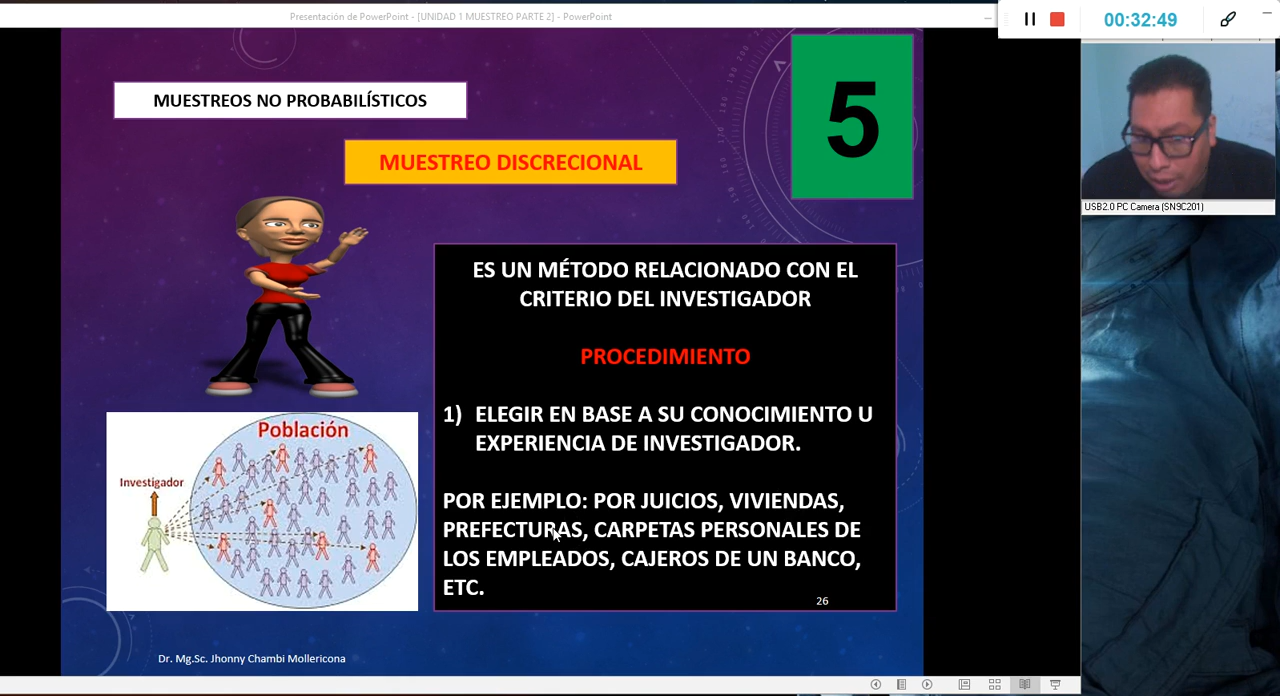 Presentación de PowerPoint - [UNIDAD 1 MUESTREO PARTE 2] - PowerPoint
00:32:49
MUESTREOS NO PROBABILÍSTICOS
5
MUESTREO DISCRECIONAL
USB2.0 PC Camera (SN9C201)
ES UN MÉTODO RELACIONADO CON EL
CRITERIO DEL INVESTIGADOR
PROCEDIMIENTO
1) ELEGIR EN BASE A SU CONOCIMIENTO U
EXPERIENCIA DE INVESTIGADOR.
POR EJEMPLO: POR JUICIOS, VIVIENDAS,
PREFECTURAS, CARPETAS PERSONALES DE
LOS EMPLEADOS, CAJEROS DE UN BANCO,
ETC.
26
Población
Investigador
Dr. Mg.Sc. Jhonny Chambi Mollericona